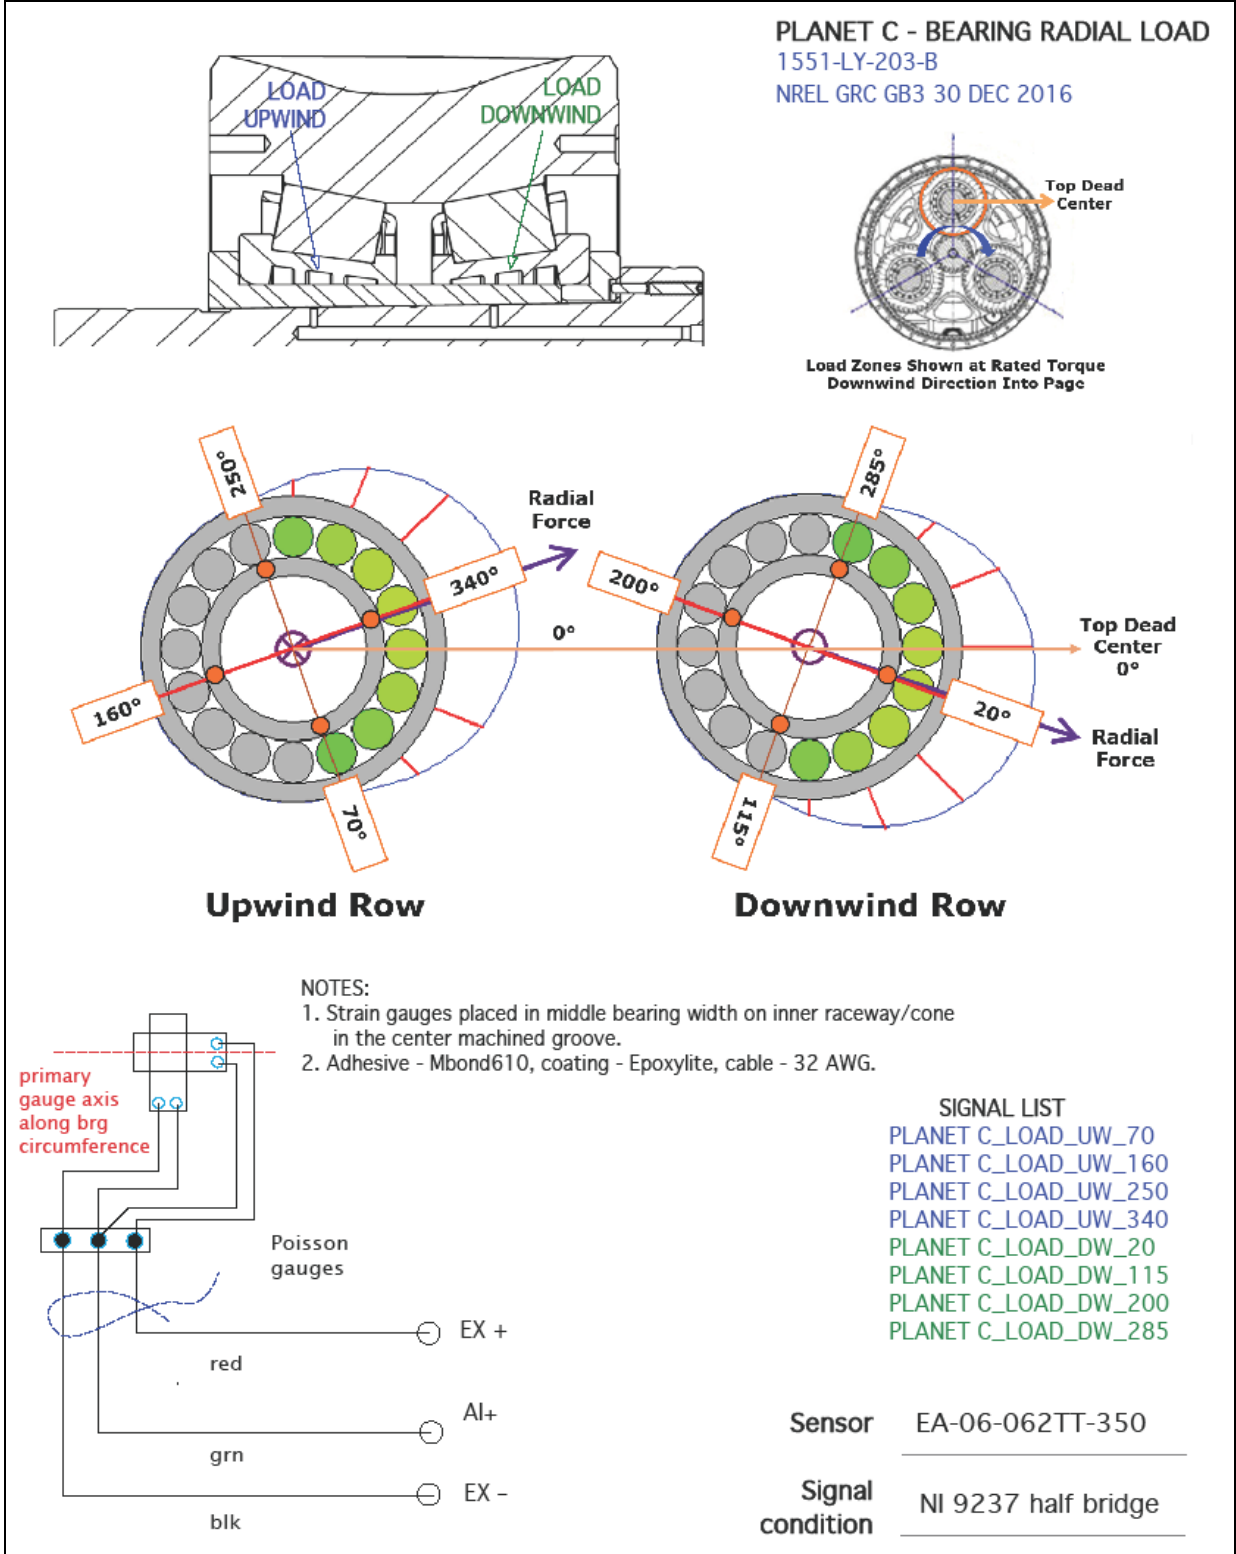 PLANET C - BEARING RADIAL LOAD
1551-LY-203-B
NREL GRC GB3 30 DEC 2016
LOAD
UPWIND
LOAD
DOWNWIND
Top Dead
Center
Load Zones Shown at Rated Torque
Downwind Direction Into Page
250°
340°
160°
70°
Radial
Force
0°
285°
200°
20°
115°
Top Dead
Center
0°
Radial
Force
Upwind Row
Downwind Row
NOTES:
1. Strain gauges placed in middle bearing width on inner raceway/cone
in the center machined groove.
2. Adhesive - Mbond610, coating - Epoxylite, cable - 32 AWG.
primary
gauge axis
along brg
circumference
Poisson
gauges
EX +
red
AI+
grn
EX -
blk
SIGNAL LIST
PLANET C_LOAD_UW_70
PLANET C_LOAD_UW_160
PLANET C_LOAD_UW_250
PLANET C_LOAD_UW_340
PLANET C_LOAD_DW_20
PLANET C_LOAD_DW_115
PLANET C_LOAD_DW_200
PLANET C_LOAD_DW_285
Sensor EA-06-062TT-350
Signal
condition NI 9237 half bridge